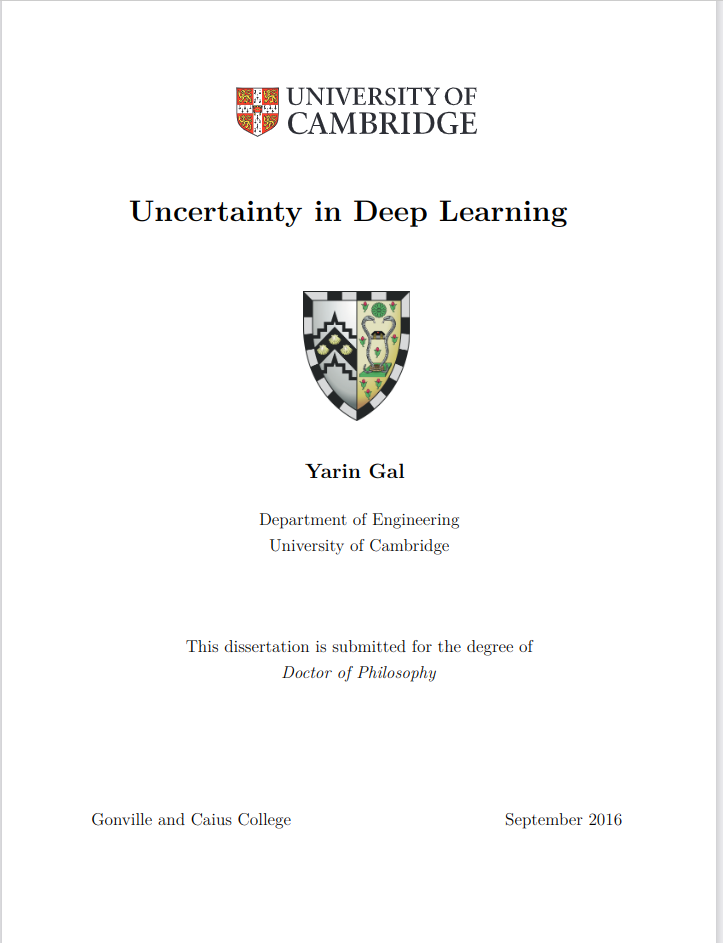 UNIVERSITY OF
CAMBRIDGE
Uncertainty in Deep Learning
Yarin Gal
Department of Engineering
University of Cambridge
This dissertation is submitted for the degree of
Doctor of Philosophy
Gonville and Caius College
September 2016